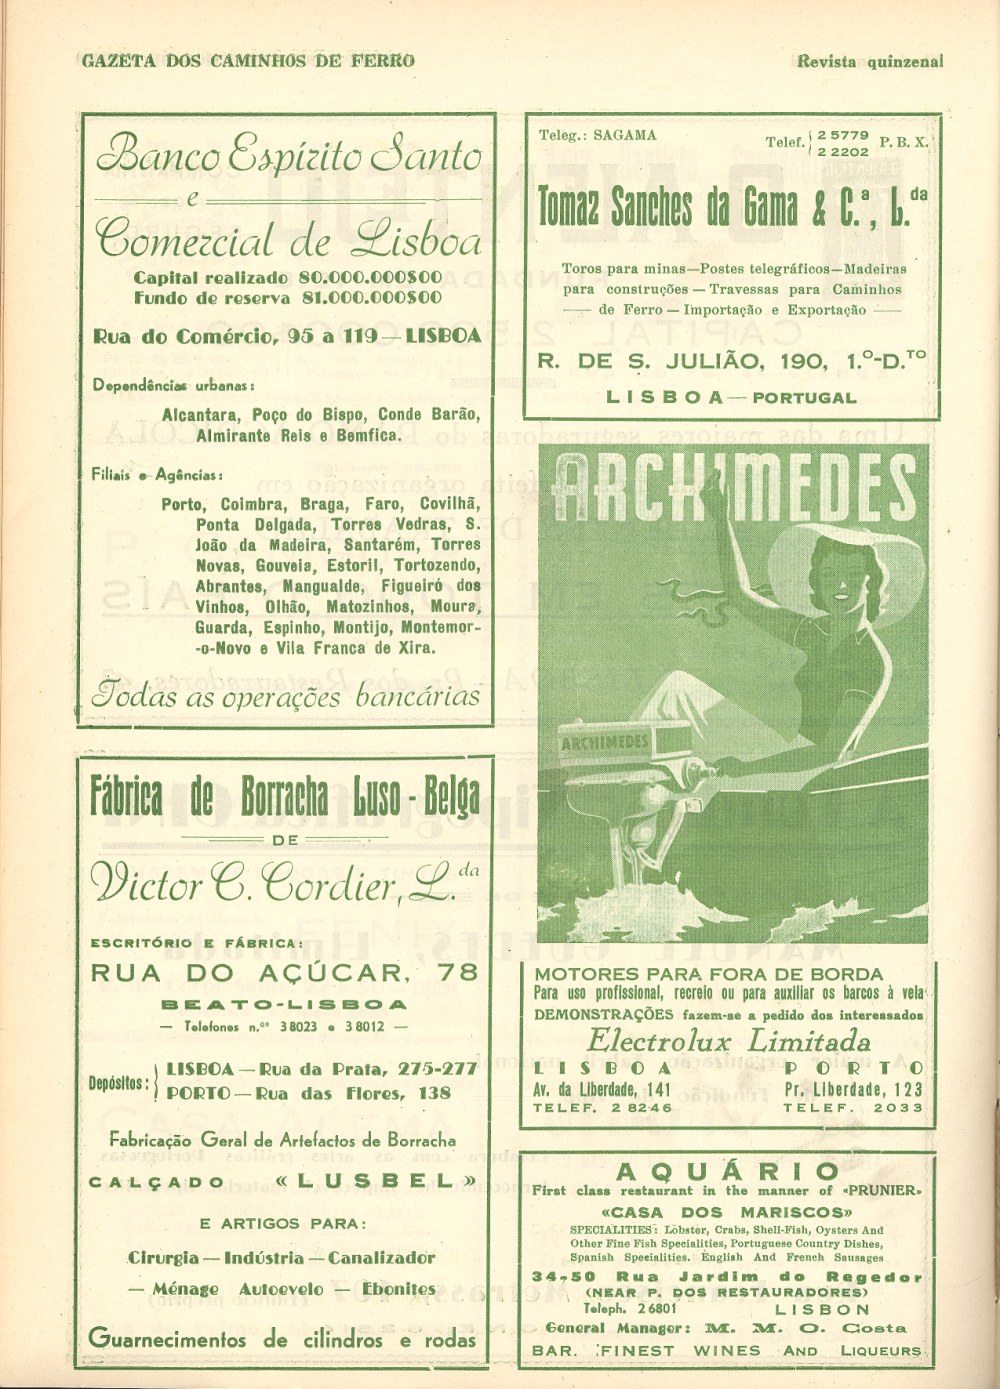 GAZETA DOS CAMINHOS DE FERRO
Revista quinzenal
Banco Espírito Santo
e
Comercial de Lisboa
Capital realizado 80.000.000$00
Fundo de reserva 81.000.000$00
Rua do Comércio, 95 a 119 — LISBOA
Dependências urbanas:
Alcantara, Poço do Bispo, Conde Barão,
Almirante Reis e Bemfica.
Filiais e Agências:
Porto, Coimbra, Braga, Faro, Covilhã,
Ponta Delgada, Torres Vedras, S.
João da Madeira, Santarém, Torres
Novas, Gouveia, Estoril, Tortozendo,
Abrantes, Mangualde, Figueiró dos
Vinhos, Olhão, Matozinhos, Moura,
Guarda, Espinho, Montijo, Montemor-
-o-Novo e Vila Franca de Xira.
Todas as operações bancárias
Fábrica de Borracha Luso - Belga
DE
Victor C. Cordier, L.da
ESCRITÓRIO E FÁBRICA:
RUA DO AÇÚCAR, 78
BEATO-LISBOA
— Telefones n.os 3 8023 e 3 8012 —
Depósitos:
LISBOA — Rua da Prata, 275-277
PORTO — Rua das Flores, 138
Fabricação Geral de Artefactos de Borracha
CALÇADO «LUSBEL»
E ARTIGOS PARA:
Cirurgia — Indústria — Canalizador
— Ménage Autoevelo — Ebonites
Guarnecimentos de cilindros e rodas
Teleg.: SAGAMA
Telef. 2 5779
2 2202
P. B. X.
Tomaz Sanches da Gama & C.ª, L.da
Toros para minas—Postes telegráficos—Madeiras
para construções — Travessas para Caminhos
— de Ferro — Importação e Exportação —
R. DE S. JULIÃO, 190, 1.º-D.TO
LISBOA — PORTUGAL
ARCHIMEDES
ARCHIMEDES
MOTORES PARA FORA DE BORDA
Para uso profissional, recreio ou para auxiliar os barcos à vela
DEMONSTRAÇÕES fazem-se a pedido dos interessados
Electrolux Limitada
LISBOA PORTO
Av. da Liberdade, 141 Pr. Liberdade, 123
TELEF. 2 8246 TELEF. 2033
AQUÁRIO
First class restaurant in the manner of «PRUNIER»
«CASA DOS MARISCOS»
SPECIALITIES: Lobster, Crabs, Shell-Fish, Oysters And
Other Fine Fish Specialities, Portuguese Country Dishes,
Spanish Specialities. English And French Sausages
34-50 Rua Jardim do Regedor
(NEAR P. DOS RESTAURADORES)
Teleph. 2 6801 LISBON
General Manager: M. M. O. Costa
BAR. FINEST WINES AND LIQUEURS